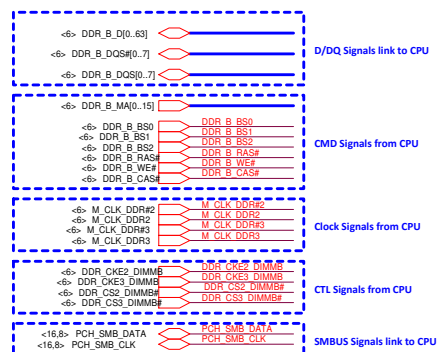 <6> DDR_B_D[0..63]
<6> DDR_B_DQS#[0..7]
<6> DDR_B_DQS[0..7]
D/DQ Signals link to CPU
<6> DDR_B_MA[0..15]
<6> DDR_B_BS0 DDR_B_BS0
<6> DDR_B_BS1 DDR_B_BS1
<6> DDR_B_BS2 DDR_B_BS2
<6> DDR_B_RAS# DDR_B_RAS#
<6> DDR_B_WE# DDR_B_WE#
<6> DDR_B_CAS# DDR_B_CAS#
CMD Signals from CPU
<6> M_CLK_DDR#2 M_CLK_DDR#2
<6> M_CLK_DDR2 M_CLK_DDR2
<6> M_CLK_DDR#3 M_CLK_DDR#3
<6> M_CLK_DDR3 M_CLK_DDR3
Clock Signals from CPU
<6> DDR_CKE2_DIMMB DDR_CKE2_DIMMB
<6> DDR_CKE3_DIMMB DDR_CKE3_DIMMB
<6> DDR_CS2_DIMMB# DDR_CS2_DIMMB#
<6> DDR_CS3_DIMMB# DDR_CS3_DIMMB#
CTL Signals from CPU
<16,8> PCH_SMB_DATA PCH_SMB_DATA
<16,8> PCH_SMB_CLK PCH_SMB_CLK
SMBUS Signals link to CPU